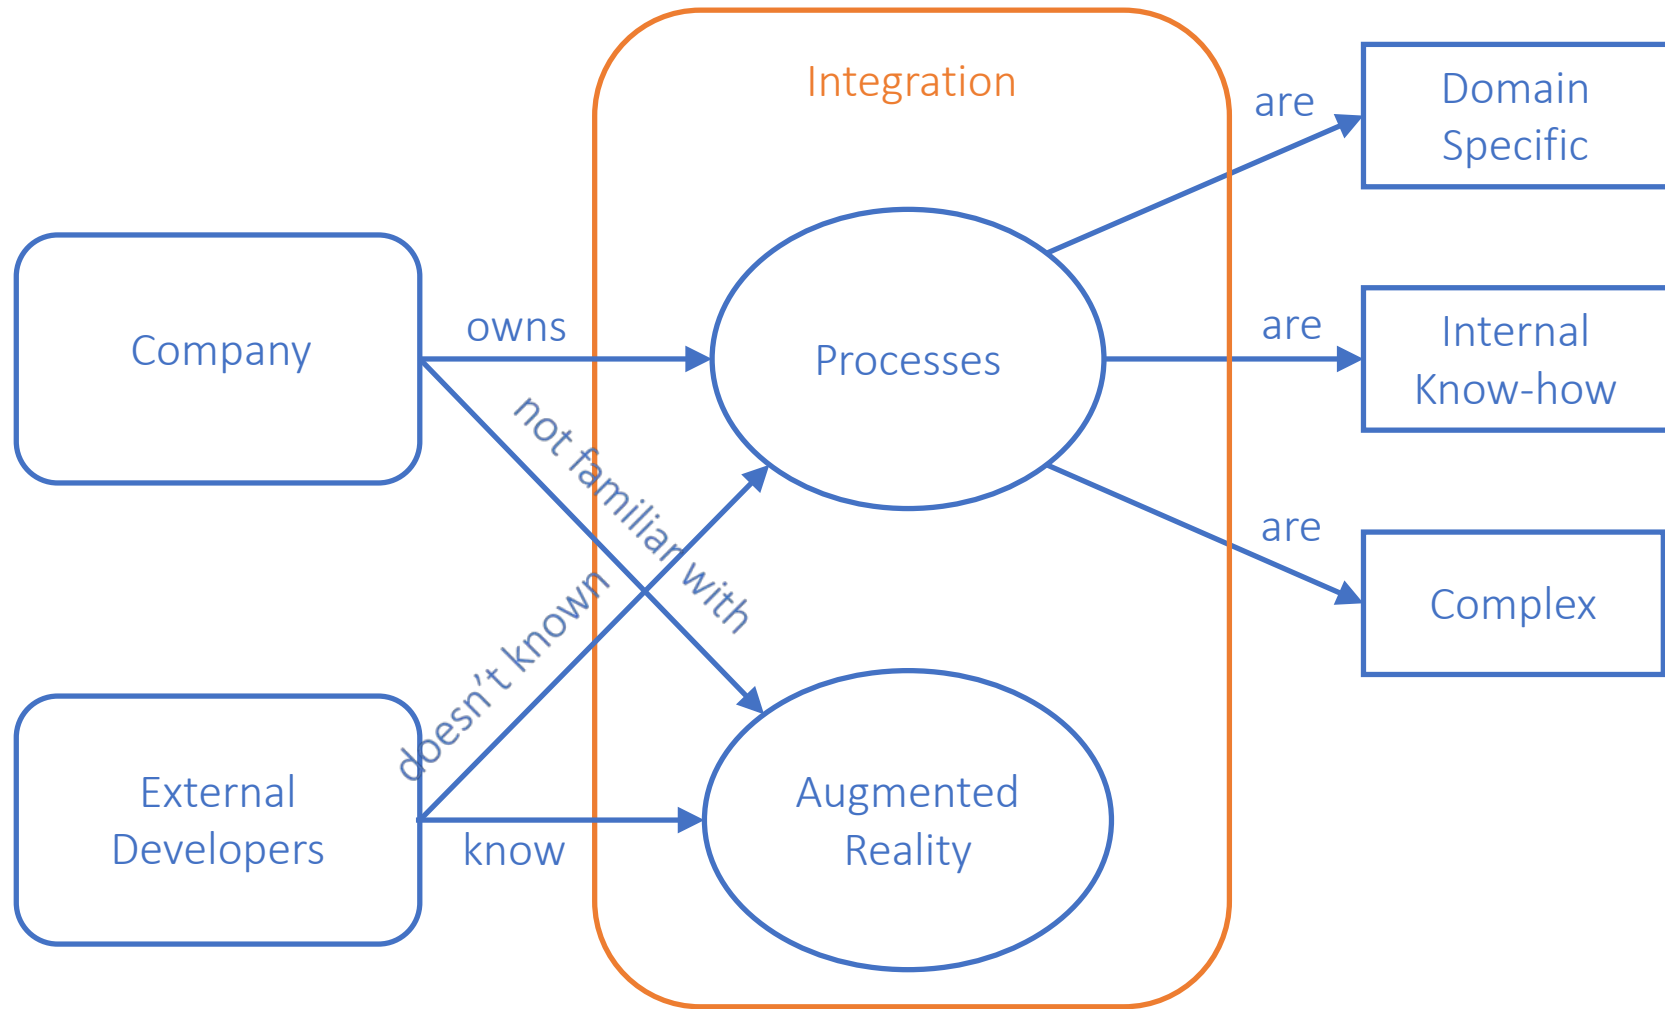 Integration
are
Domain
Specific
Company
owns
Processes
are
Internal
Know-how
not familiar with
are
Complex
doesn't known
External
Developers
know
Augmented
Reality